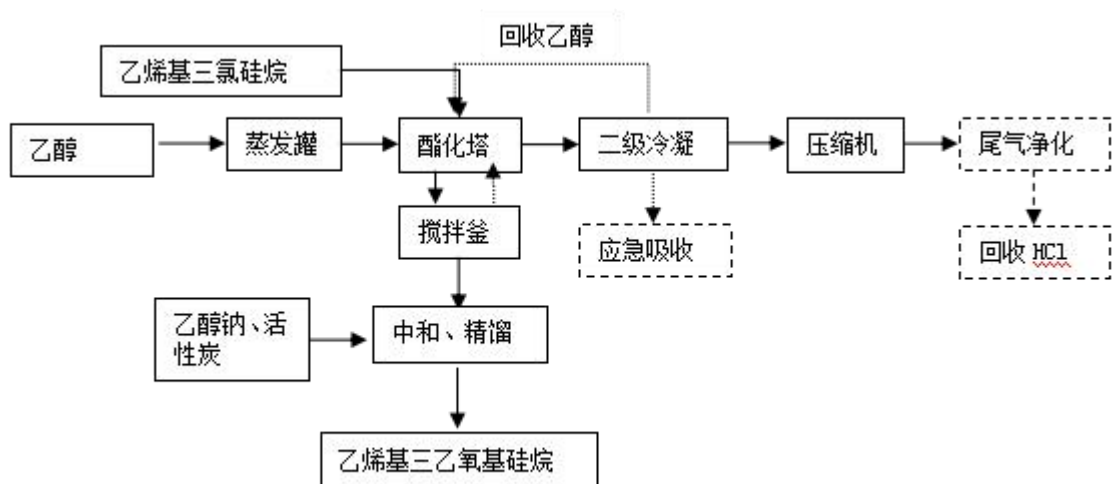 回收乙醇
乙烯基三氯硅烷
乙醇
蒸发罐
酯化塔
二级冷凝
压缩机
尾气净化
搅拌釜
应急吸收
回收 HCl
乙醇钠、活
性炭
中和、精馏
乙烯基三乙氧基硅烷